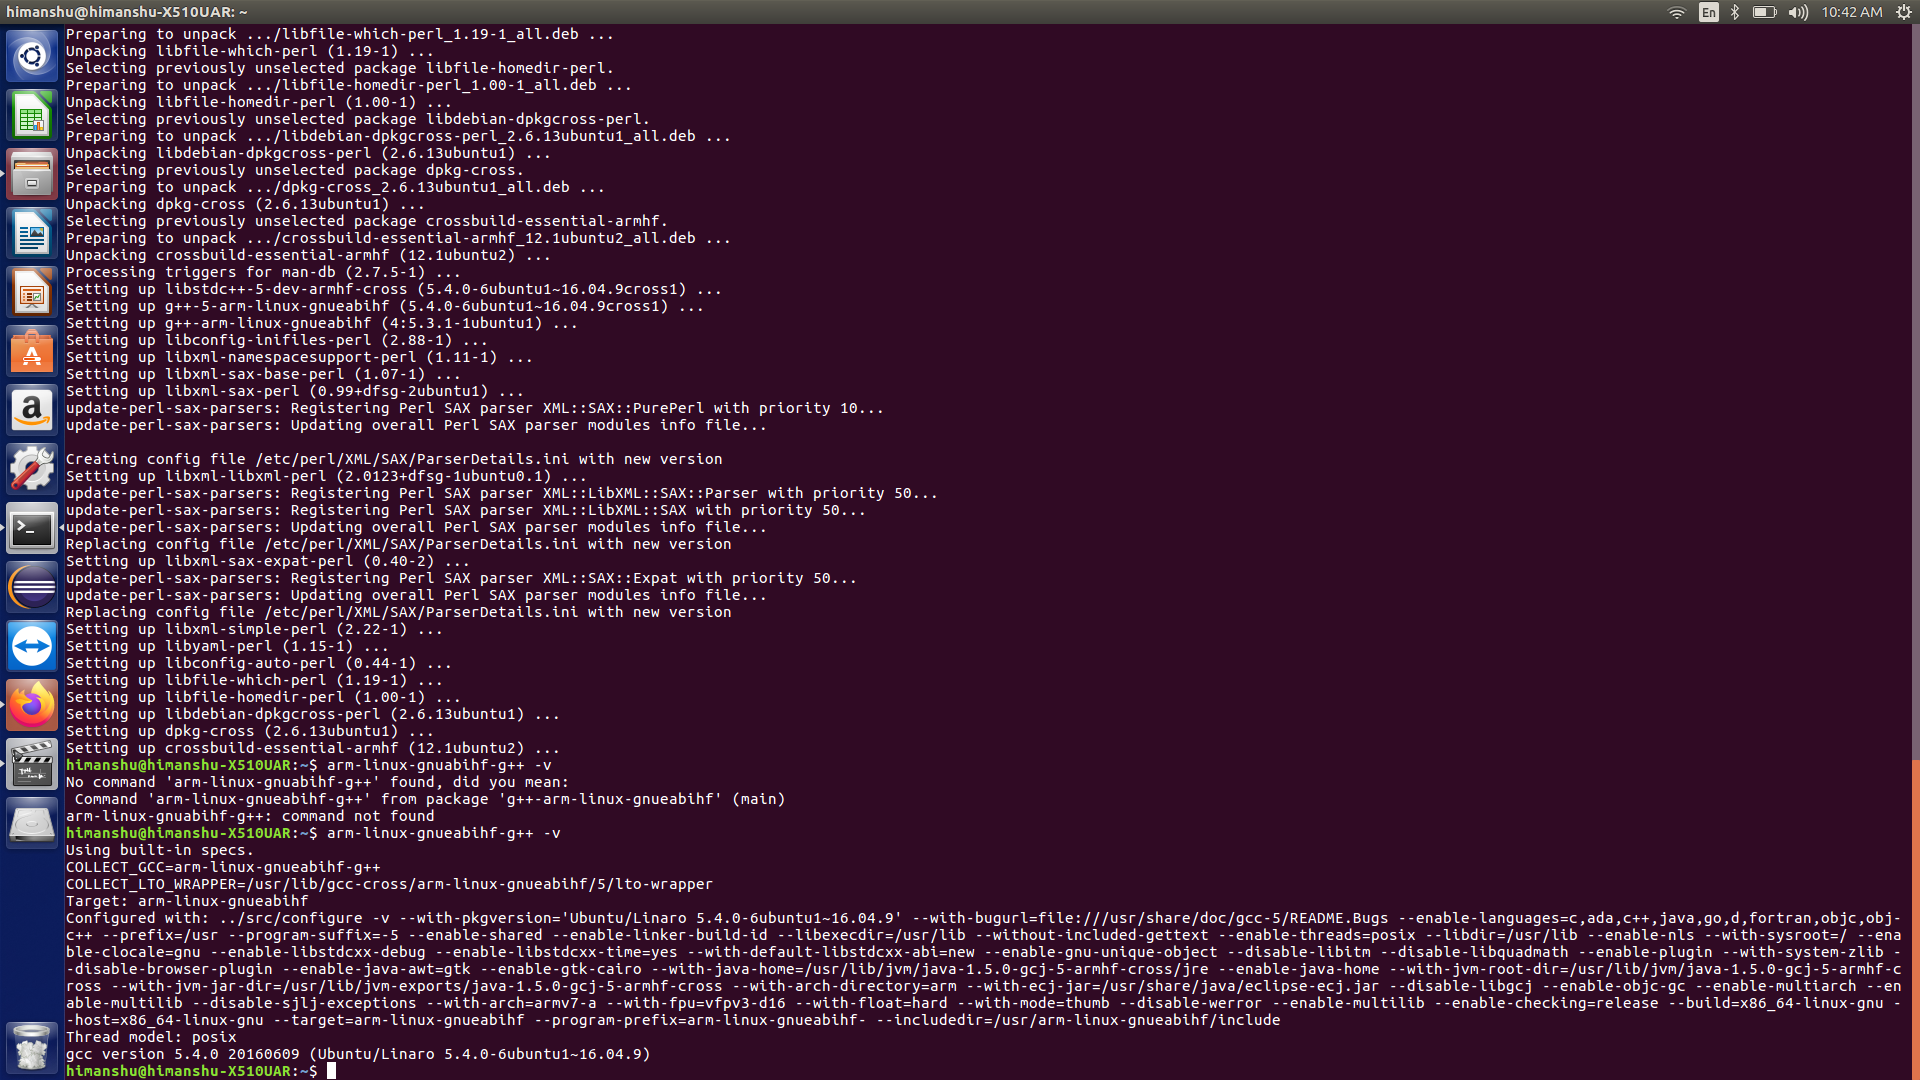 himanshu@himanshu-X510UAR: ~
En
10:42 AM
Preparing to unpack .../libfile-which-perl_1.19-1_all.deb ...
Unpacking libfile-which-perl (1.19-1) ...
Selecting previously unselected package libfile-homedir-perl.
Preparing to unpack .../libfile-homedir-perl_1.00-1_all.deb ...
Unpacking libfile-homedir-perl (1.00-1) ...
Selecting previously unselected package libdebian-dpkgcross-perl.
Preparing to unpack .../libdebian-dpkgcross-perl_2.6.13ubuntu1_all.deb ...
Unpacking libdebian-dpkgcross-perl (2.6.13ubuntu1) ...
Selecting previously unselected package dpkg-cross.
Preparing to unpack .../dpkg-cross_2.6.13ubuntu1_all.deb ...
Unpacking dpkg-cross (2.6.13ubuntu1) ...
Selecting previously unselected package crossbuild-essential-armhf.
Preparing to unpack .../crossbuild-essential-armhf_12.1ubuntu2_all.deb ...
Unpacking crossbuild-essential-armhf (12.1ubuntu2) ...
Processing triggers for man-db (2.7.5-1) ...
Setting up libstdc++-5-dev-armhf-cross (5.4.0-6ubuntu1~16.04.9cross1) ...
Setting up g++-5-arm-linux-gnueabihf (5.4.0-6ubuntu1~16.04.9cross1) ...
Setting up g++-arm-linux-gnueabihf (4:5.3.1-1ubuntu1) ...
Setting up libconfig-inifiles-perl (2.88-1) ...
Setting up libxml-namespacesupport-perl (1.11-1) ...
Setting up libxml-sax-base-perl (1.07-1) ...
Setting up libxml-sax-perl (0.99+dfsg-2ubuntu1) ...
update-perl-sax-parsers: Registering Perl SAX parser XML::SAX::PurePerl with priority 10...
update-perl-sax-parsers: Updating overall Perl SAX parser modules info file...
Creating config file /etc/perl/XML/SAX/ParserDetails.ini with new version
Setting up libxml-libxml-perl (2.0123+dfsg-1ubuntu0.1) ...
update-perl-sax-parsers: Registering Perl SAX parser XML::LibXML::SAX::Parser with priority 50...
update-perl-sax-parsers: Registering Perl SAX parser XML::LibXML::SAX with priority 50...
update-perl-sax-parsers: Updating overall Perl SAX parser modules info file...
Replacing config file /etc/perl/XML/SAX/ParserDetails.ini with new version
Setting up libxml-sax-expat-perl (0.40-2) ...
update-perl-sax-parsers: Registering Perl SAX parser XML::SAX::Expat with priority 50...
update-perl-sax-parsers: Updating overall Perl SAX parser modules info file...
Replacing config file /etc/perl/XML/SAX/ParserDetails.ini with new version
Setting up libxml-simple-perl (2.22-1) ...
Setting up libyaml-perl (1.15-1) ...
Setting up libconfig-auto-perl (0.44-1) ...
Setting up libfile-which-perl (1.19-1) ...
Setting up libfile-homedir-perl (1.00-1) ...
Setting up libdebian-dpkgcross-perl (2.6.13ubuntu1) ...
Setting up dpkg-cross (2.6.13ubuntu1) ...
Setting up crossbuild-essential-armhf (12.1ubuntu2) ...
himanshu@himanshu-X510UAR:~$ arm-linux-gnuabihf-g++ -v
No command 'arm-linux-gnuabihf-g++' found, did you mean:
 Command 'arm-linux-gnueabihf-g++' from package 'g++-arm-linux-gnueabihf' (main)
arm-linux-gnuabihf-g++: command not found
himanshu@himanshu-X510UAR:~$ arm-linux-gnueabihf-g++ -v
Using built-in specs.
COLLECT_GCC=arm-linux-gnueabihf-g++
COLLECT_LTO_WRAPPER=/usr/lib/gcc-cross/arm-linux-gnueabihf/5/lto-wrapper
Target: arm-linux-gnueabihf
Configured with: ../src/configure -v --with-pkgversion='Ubuntu/Linaro 5.4.0-6ubuntu1~16.04.9' --with-bugurl=file:///usr/share/doc/gcc-5/README.Bugs --enable-languages=c,ada,c++,java,go,d,fortran,objc,obj-
c++ --prefix=/usr --program-suffix=-5 --enable-shared --enable-linker-build-id --libexecdir=/usr/lib --without-included-gettext --enable-threads=posix --libdir=/usr/lib --enable-nls --with-sysroot=/ --ena
ble-clocale=gnu --enable-libstdcxx-debug --enable-libstdcxx-time=yes --with-default-libstdcxx-abi=new --enable-gnu-unique-object --disable-libitm --disable-libquadmath --enable-plugin --with-system-zlib -
-disable-browser-plugin --enable-java-awt=gtk --enable-gtk-cairo --with-java-home=/usr/lib/jvm/java-1.5.0-gcj-5-armhf-cross/jre --enable-java-home --with-jvm-root-dir=/usr/lib/jvm/java-1.5.0-gcj-5-armhf-c
ross --with-jvm-jar-dir=/usr/lib/jvm-exports/java-1.5.0-gcj-5-armhf-cross --with-arch-directory=arm --with-ecj-jar=/usr/share/java/eclipse-ecj.jar --disable-libgcj --enable-objc-gc --enable-multiarch --en
able-multilib --disable-sjlj-exceptions --with-arch=armv7-a --with-fpu=vfpv3-d16 --with-float=hard --with-mode=thumb --disable-werror --enable-multilib --enable-checking=release --build=x86_64-linux-gnu -
-host=x86_64-linux-gnu --target=arm-linux-gnueabihf --program-prefix=arm-linux-gnueabihf- --includedir=/usr/arm-linux-gnueabihf/include
Thread model: posix
gcc version 5.4.0 20160609 (Ubuntu/Linaro 5.4.0-6ubuntu1~16.04.9)
himanshu@himanshu-X510UAR:~$